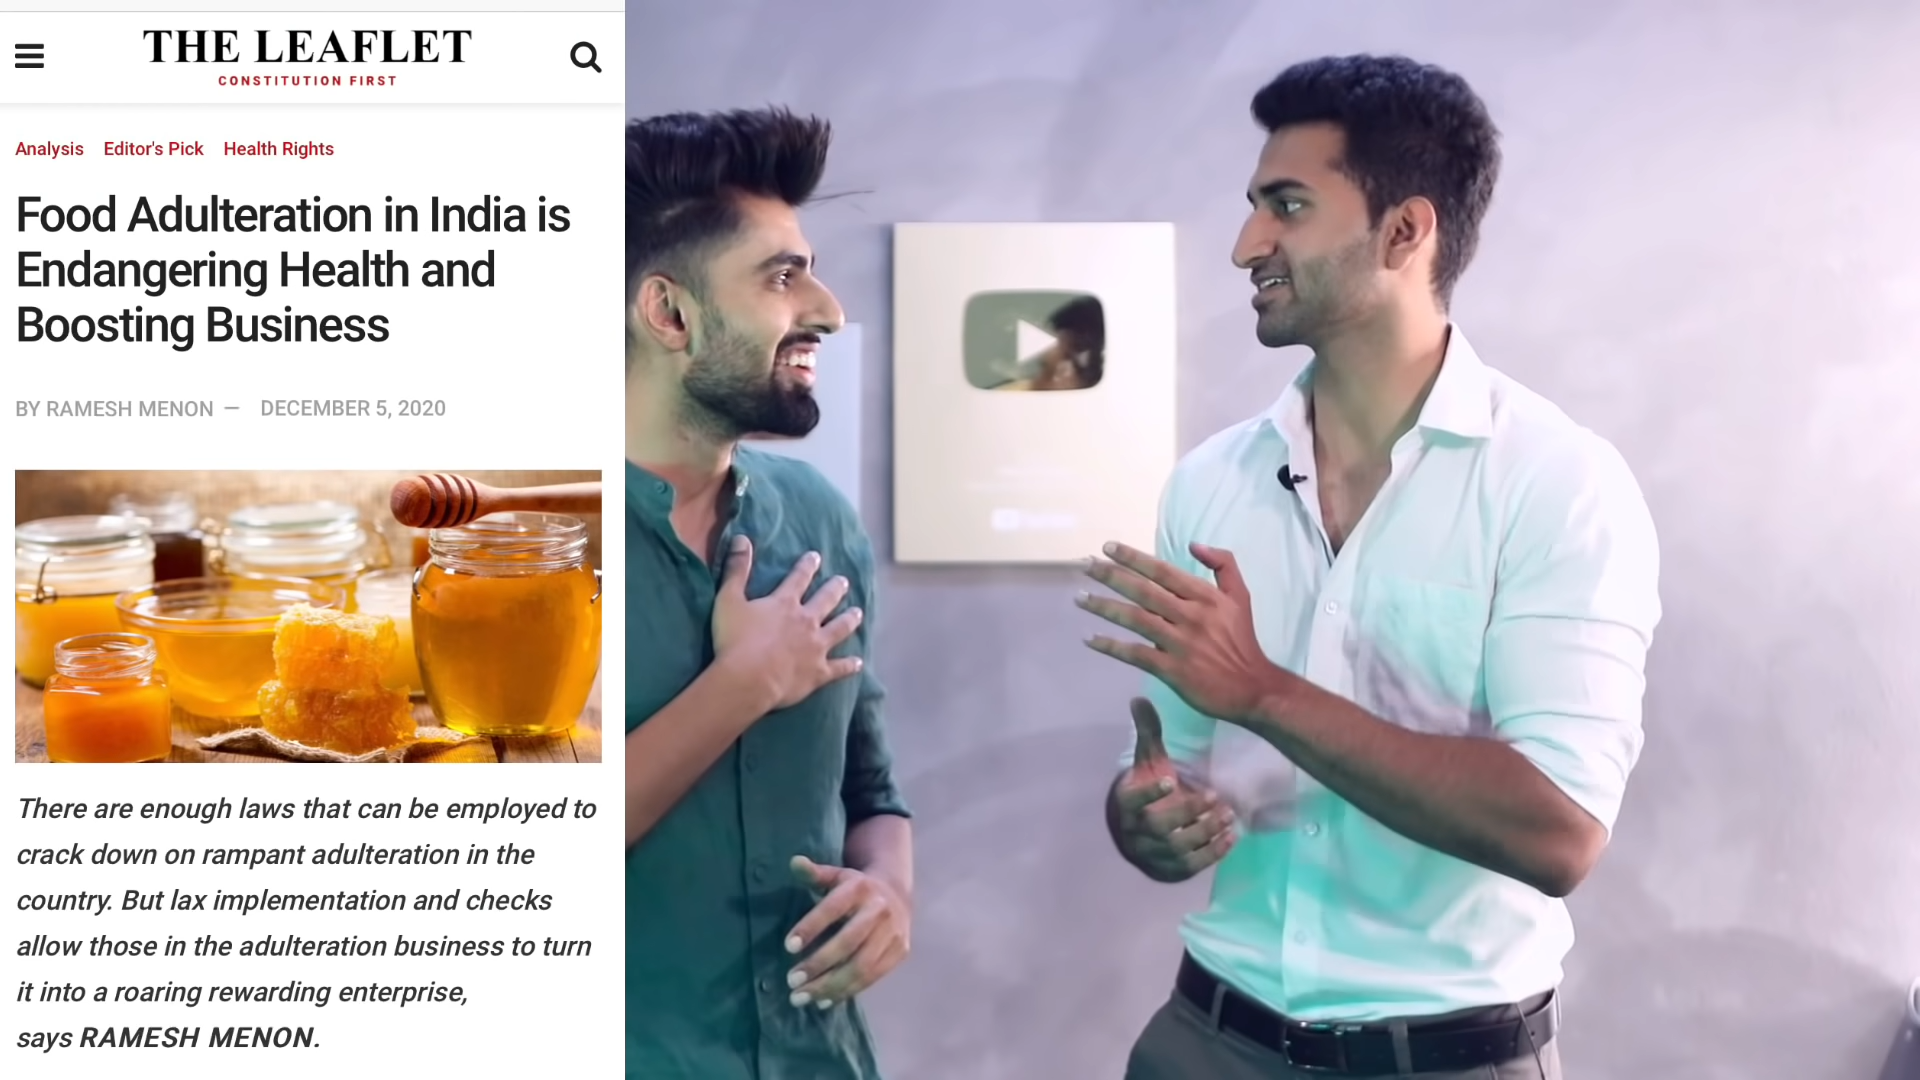 THE LEAFLET
CONSTITUTION FIRST
Analysis Editor's Pick Health Rights
Food Adulteration in India is
Endangering Health and
Boosting Business
BY RAMESH MENON — DECEMBER 5, 2020
There are enough laws that can be employed to
crack down on rampant adulteration in the
country. But lax implementation and checks
allow those in the adulteration business to turn
it into a roaring rewarding enterprise,
says RAMESH MENON.